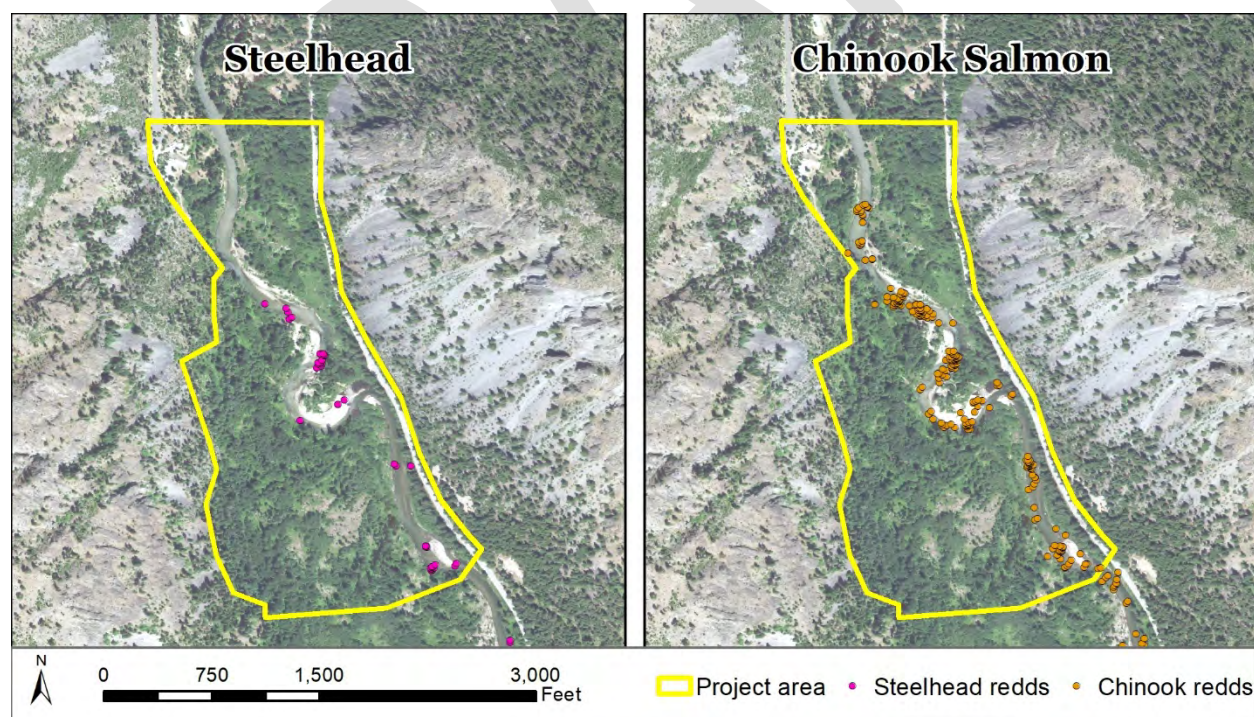 Steelhead
Chinook Salmon
N
0 750 1,500 3,000
Feet
Project area Steelhead redds Chinook redds